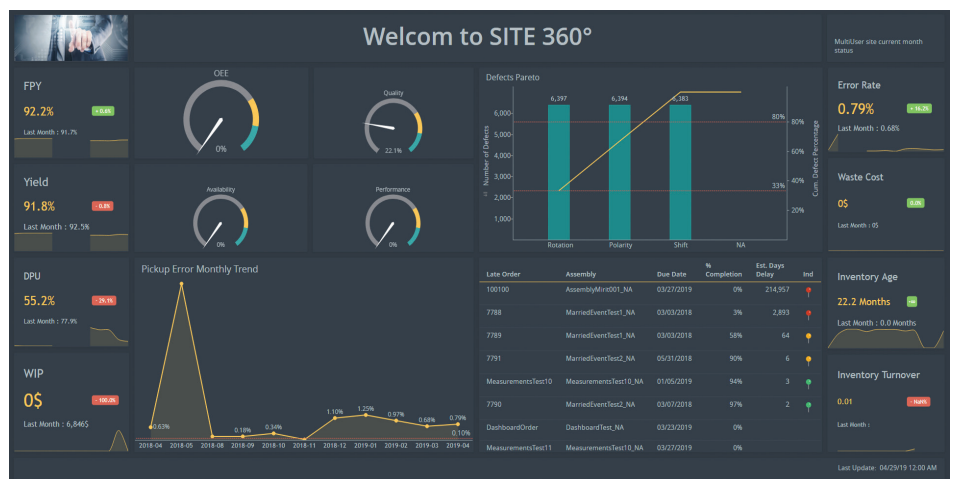 Welcom to SITE 360°
MultiUser site current month
status
FPY
92.2%
+ 0.6%
Last Month : 91.7%
Yield
91.8%
- 0.8%
Last Month : 92.5%
DPU
55.2%
- 29.1%
Last Month : 77.9%
WIP
0$
- 100.0%
Last Month : 6,846$
OEE
0%
Quality
22.1%
Availability
0%
Performance
0%
Pickup Error Monthly Trend
0.63%
0.18%
0.34%
1.10%
1.25%
0.97%
0.68%
0.79%
0.10%
2018-04 2018-05 2018-08 2018-09 2018-10 2018-11 2018-12 2019-01 2019-02 2019-03 2019-04
Defects Pareto
6,397 6,394 6,383
Number of Defects
6,000
5,000
4,000
3,000
2,000
1,000
80%
33%
80%
60%
40%
20%
Cum. Defect Percentage
Rotation Polarity Shift NA
Late Order Assembly Due Date % Completion Est. Days Delay Ind
100100 AssemblyMirit001_NA 03/27/2019 0% 214,957
7788 MarriedEventTest1_NA 03/03/2018 3% 2,893
7789 MarriedEventTest1_NA 03/03/2018 58% 64
7791 MarriedEventTest2_NA 05/31/2018 90% 6
MeasurementsTest10 MeasurementsTest10_NA 01/05/2019 94% 3
7790 MarriedEventTest2_NA 03/07/2018 97% 2
DashboardOrder DashboardTest_NA 03/23/2019 0%
MeasurementsTest11 MeasurementsTest10_NA 03/27/2019 0%
Error Rate
0.79%
+ 16.2%
Last Month : 0.68%
Waste Cost
0$
0.0%
Last Month : 0$
Inventory Age
22.2 Months
Last Month : 0.0 Months
Inventory Turnover
0.01
- NaN%
Last Month :
Last Update: 04/29/19 12:00 AM